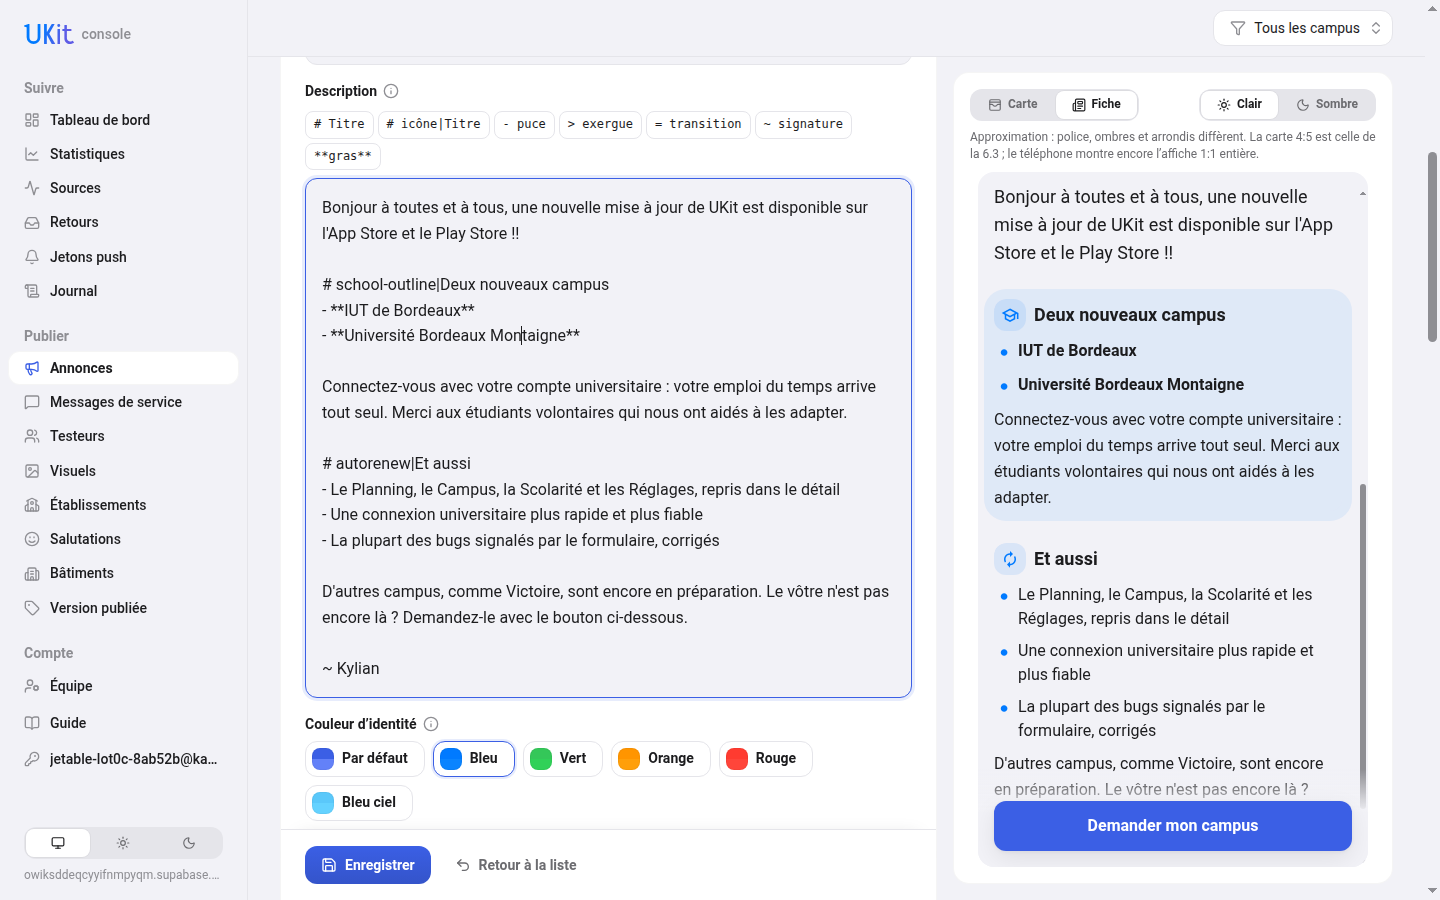 UKit console
Tous les campus
Suivre
Tableau de bord
Statistiques
Sources
Retours
Jetons push
Journal
Publier
Annonces
Messages de service
Testeurs
Visuels
Établissements
Salutations
Bâtiments
Version publiée
Compte
Équipe
Guide
jetable-lot0c-8ab52b@ka...
owiksddeqcyyifnmpyqm.supabase....
Description
# Titre
# icône|Titre
- puce
> exergue
= transition
~ signature
**gras**
Bonjour à toutes et à tous, une nouvelle mise à jour de UKit est disponible sur
l'App Store et le Play Store !!
# school-outline|Deux nouveaux campus
- **IUT de Bordeaux**
- **Université Bordeaux Montaigne**
Connectez-vous avec votre compte universitaire : votre emploi du temps arrive
tout seul. Merci aux étudiants volontaires qui nous ont aidés à les adapter.
# autorenew|Et aussi
- Le Planning, le Campus, la Scolarité et les Réglages, repris dans le détail
- Une connexion universitaire plus rapide et plus fiable
- La plupart des bugs signalés par le formulaire, corrigés
D'autres campus, comme Victoire, sont encore en préparation. Le vôtre n'est pas
encore là ? Demandez-le avec le bouton ci-dessous.
~ Kylian
Couleur d’identité
Par défaut
Bleu
Vert
Orange
Rouge
Bleu ciel
Enregistrer
Retour à la liste
Carte
Fiche
Clair
Sombre
Approximation : police, ombres et arrondis diffèrent. La carte 4:5 est celle de
la 6.3 ; le téléphone montre encore l’affiche 1:1 entière.
Bonjour à toutes et à tous, une nouvelle
mise à jour de UKit est disponible sur l'App
Store et le Play Store !!
Deux nouveaux campus
IUT de Bordeaux
Université Bordeaux Montaigne
Connectez-vous avec votre compte universitaire :
votre emploi du temps arrive tout seul. Merci aux
étudiants volontaires qui nous ont aidés à les
adapter.
Et aussi
Le Planning, le Campus, la Scolarité et les
Réglages, repris dans le détail
Une connexion universitaire plus rapide et
plus fiable
La plupart des bugs signalés par le
formulaire, corrigés
D'autres campus, comme Victoire, sont encore
en préparation. Le vôtre n'est pas encore là ?
Demander mon campus